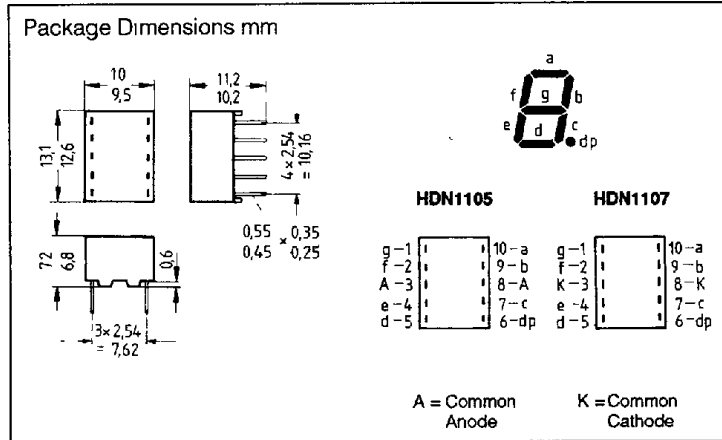 Package Dimensions mm
10
9,5
11,2
10,2
13,1
12,6
4 x 2,54
= 10,16
0,55 x 0,35
0,45 0,25
72
6,8
0,6
3x 2,54
= 7,62
a
f g b
e d c
dp
HDN1105
g-1 10-a
f-2 9-b
A-3 8-A
e-4 7-c
d-5 6-dp
A = Common
Anode
HDN1107
g-1 10-a
f-2 9-b
K-3 8-K
e-4 7-c
d-5 6-dp
K = Common
Cathode